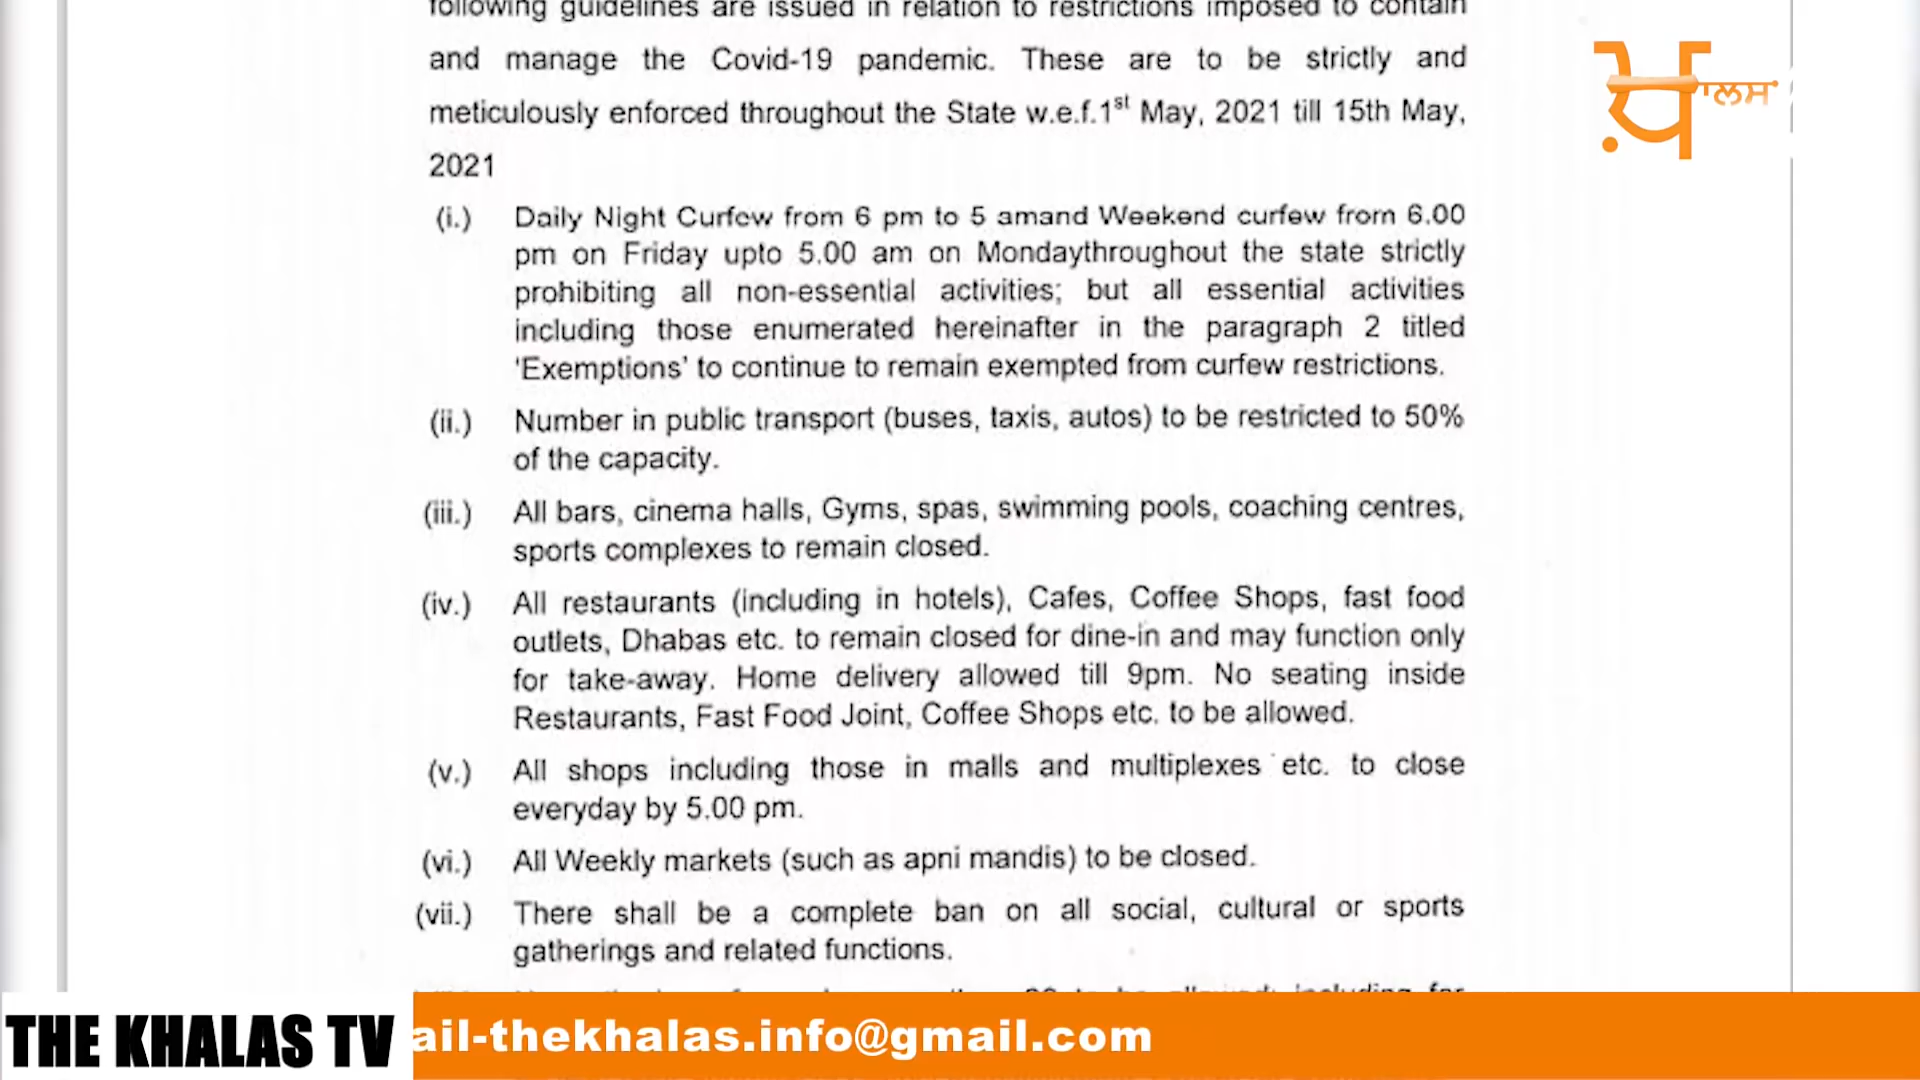 following guidelines are issued in relation to restrictions imposed to contain
and manage the Covid-19 pandemic. These are to be strictly and
meticulously enforced throughout the State w.e.f.1st May, 2021 till 15th May,
2021
(i.) Daily Night Curfew from 6 pm to 5 amand Weekend curfew from 6.00
pm on Friday upto 5.00 am on Mondaythroughout the state strictly
prohibiting all non-essential activities; but all essential activities
including those enumerated hereinafter in the paragraph 2 titled
'Exemptions' to continue to remain exempted from curfew restrictions.
(ii.) Number in public transport (buses, taxis, autos) to be restricted to 50%
of the capacity.
(iii.) All bars, cinema halls, Gyms, spas, swimming pools, coaching centres,
sports complexes to remain closed.
(iv.) All restaurants (including in hotels), Cafes, Coffee Shops, fast food
outlets, Dhabas etc. to remain closed for dine-in and may function only
for take-away. Home delivery allowed till 9pm. No seating inside
Restaurants, Fast Food Joint, Coffee Shops etc. to be allowed.
(v.) All shops including those in malls and multiplexes etc. to close
everyday by 5.00 pm.
(vi.) All Weekly markets (such as apni mandis) to be closed.
(vii.) There shall be a complete ban on all social, cultural or sports
gatherings and related functions.
ਖ਼ਾਲਸ
THE KHALAS TV
ail-thekhalas.info@gmail.com